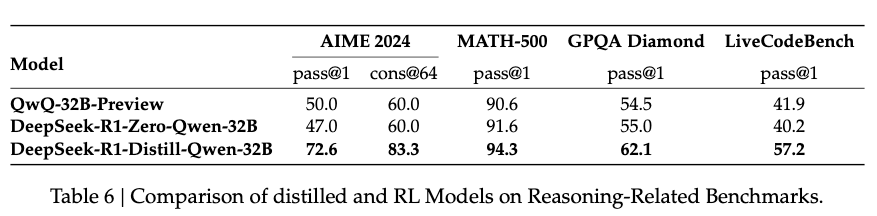 AIME 2024 MATH-500 GPQA Diamond LiveCodeBench
Model
pass@1 cons@64 pass@1 pass@1 pass@1
QwQ-32B-Preview 50.0 60.0 90.6 54.5 41.9
DeepSeek-R1-Zero-Qwen-32B 47.0 60.0 91.6 55.0 40.2
DeepSeek-R1-Distill-Qwen-32B 72.6 83.3 94.3 62.1 57.2
Table 6 | Comparison of distilled and RL Models on Reasoning-Related Benchmarks.